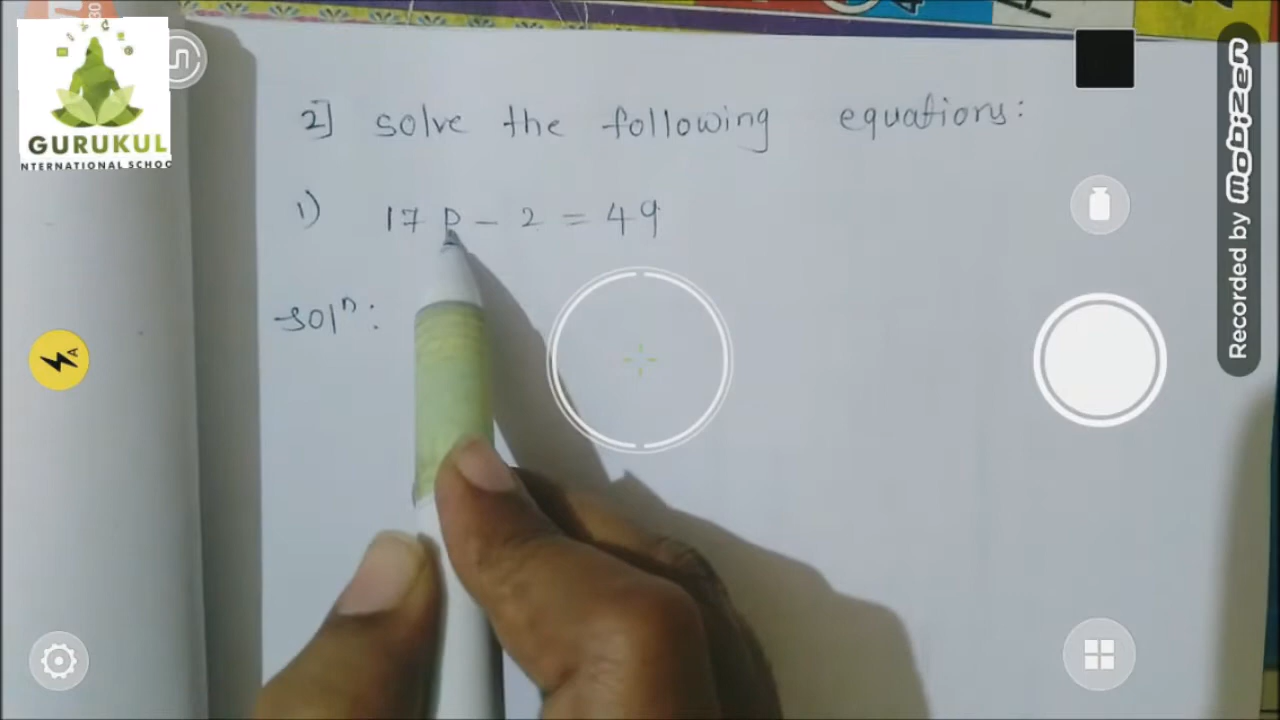 GURUKUL
NTERNATIONAL SCHOO
2] solve the following equations:
1) 17 P - 2 = 49
Solⁿ:
Recorded by mobizen